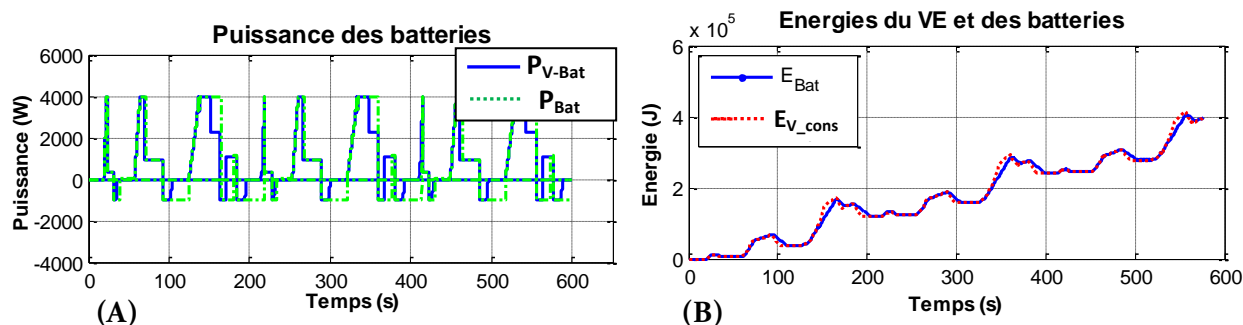 Puissance des batteries
Puissance (W)
6000
4000
2000
0
-2000
-4000
0 100 200 300 400 500 600
Temps (s)
P_V-Bat
P_Bat
(A)
Energies du VE et des batteries
x 10^5
Energie (J)
6
4
2
0
0 100 200 300 400 500 600
Temps (s)
E_Bat
E_V_cons
(B)